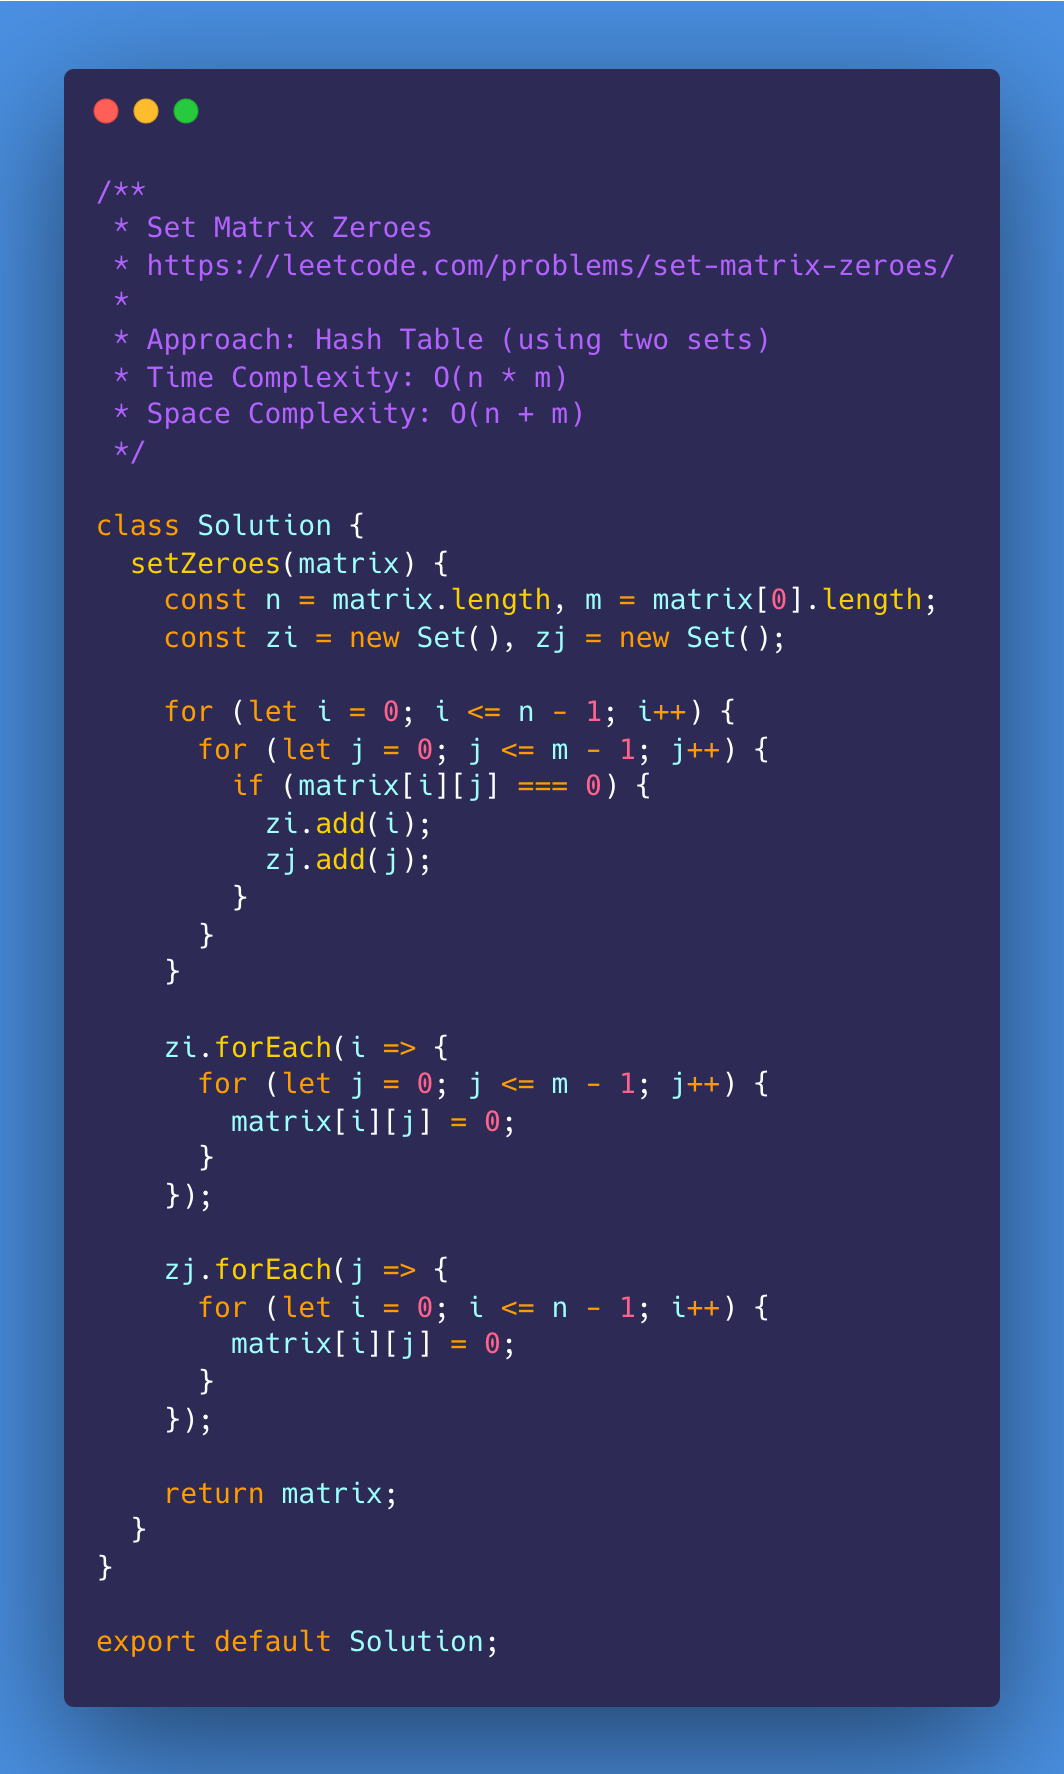 /**
 * Set Matrix Zeroes
 * https://leetcode.com/problems/set-matrix-zeroes/
 *
 * Approach: Hash Table (using two sets)
 * Time Complexity: O(n * m)
 * Space Complexity: O(n + m)
 */

class Solution {
  setZeroes(matrix) {
    const n = matrix.length, m = matrix[0].length;
    const zi = new Set(), zj = new Set();

    for (let i = 0; i <= n - 1; i++) {
      for (let j = 0; j <= m - 1; j++) {
        if (matrix[i][j] === 0) {
          zi.add(i);
          zj.add(j);
        }
      }
    }

    zi.forEach(i => {
      for (let j = 0; j <= m - 1; j++) {
        matrix[i][j] = 0;
      }
    });

    zj.forEach(j => {
      for (let i = 0; i <= n - 1; i++) {
        matrix[i][j] = 0;
      }
    });

    return matrix;
  }
}

export default Solution;